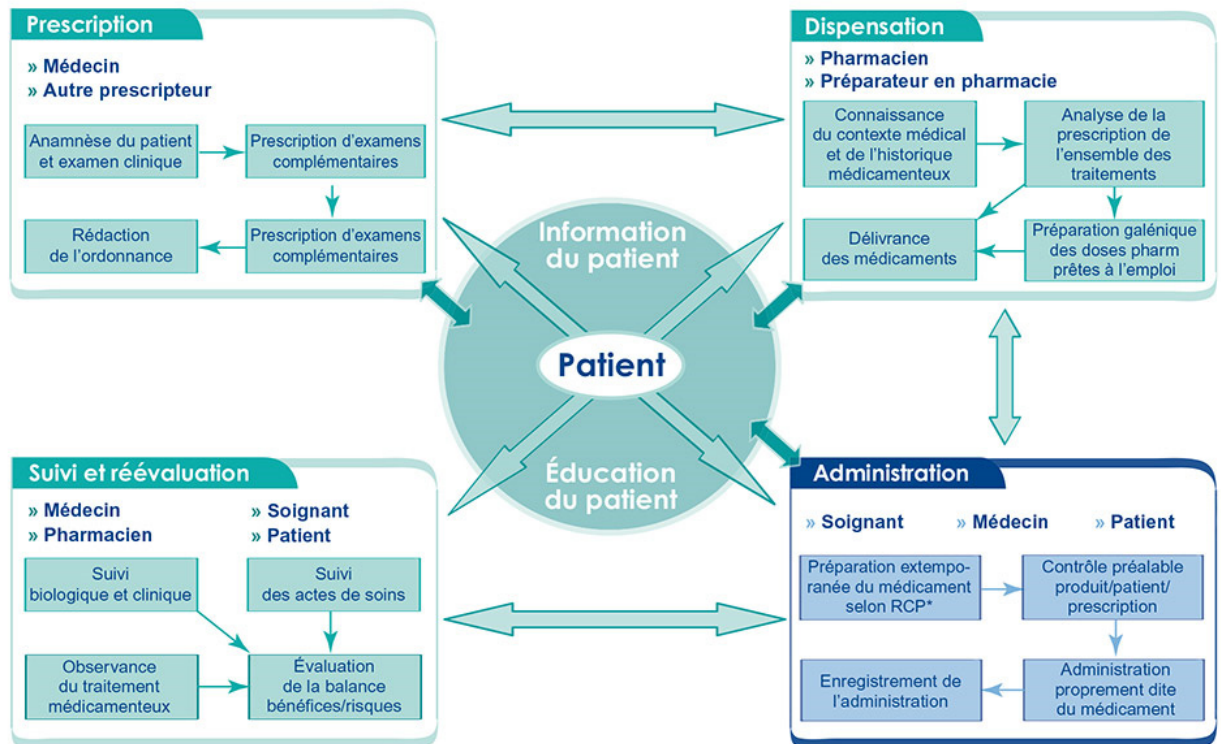 Prescription
» Médecin
» Autre prescripteur
Anamnèse du patient
et examen clinique
Prescription d'examens
complémentaires
Rédaction
de l'ordonnance
Prescription d'examens
complémentaires
Dispensation
» Pharmacien
» Préparateur en pharmacie
Connaissance
du contexte médical
et de l'historique
médicamenteux
Analyse de la
prescription de
l'ensemble des
traitements
Délivrance
des médicaments
Préparation galénique
des doses pharm
prêtes à l'emploi
Information
du patient
Patient
Éducation
du patient
Suivi et réévaluation
» Médecin
» Pharmacien
» Soignant
» Patient
Suivi
biologique et clinique
Suivi
des actes de soins
Observance
du traitement
médicamenteux
Évaluation
de la balance
bénéfices/risques
Administration
» Soignant
» Médecin
» Patient
Préparation extempo-
ranée du médicament
selon RCP*
Contrôle préalable
produit/patient/
prescription
Enregistrement de
l'administration
Administration
proprement dite
du médicament